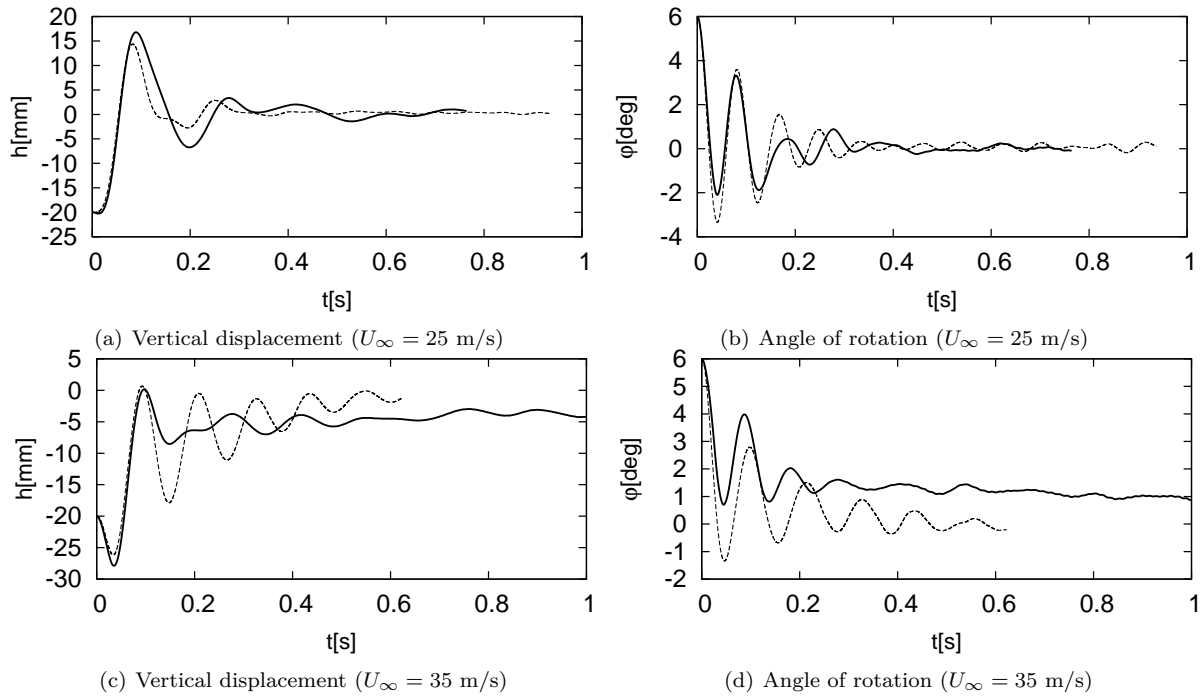 20
15
10
5
0
-5
-10
-15
-20
-25
h[mm]
0 0.2 0.4 0.6 0.8 1
t[s]
(a) Vertical displacement (U∞ = 25 m/s)
6
4
2
0
-2
-4
φ[deg]
0 0.2 0.4 0.6 0.8 1
t[s]
(b) Angle of rotation (U∞ = 25 m/s)
5
0
-5
-10
-15
-20
-25
-30
h[mm]
0 0.2 0.4 0.6 0.8 1
t[s]
(c) Vertical displacement (U∞ = 35 m/s)
6
5
4
3
2
1
0
-1
-2
φ[deg]
0 0.2 0.4 0.6 0.8 1
t[s]
(d) Angle of rotation (U∞ = 35 m/s)